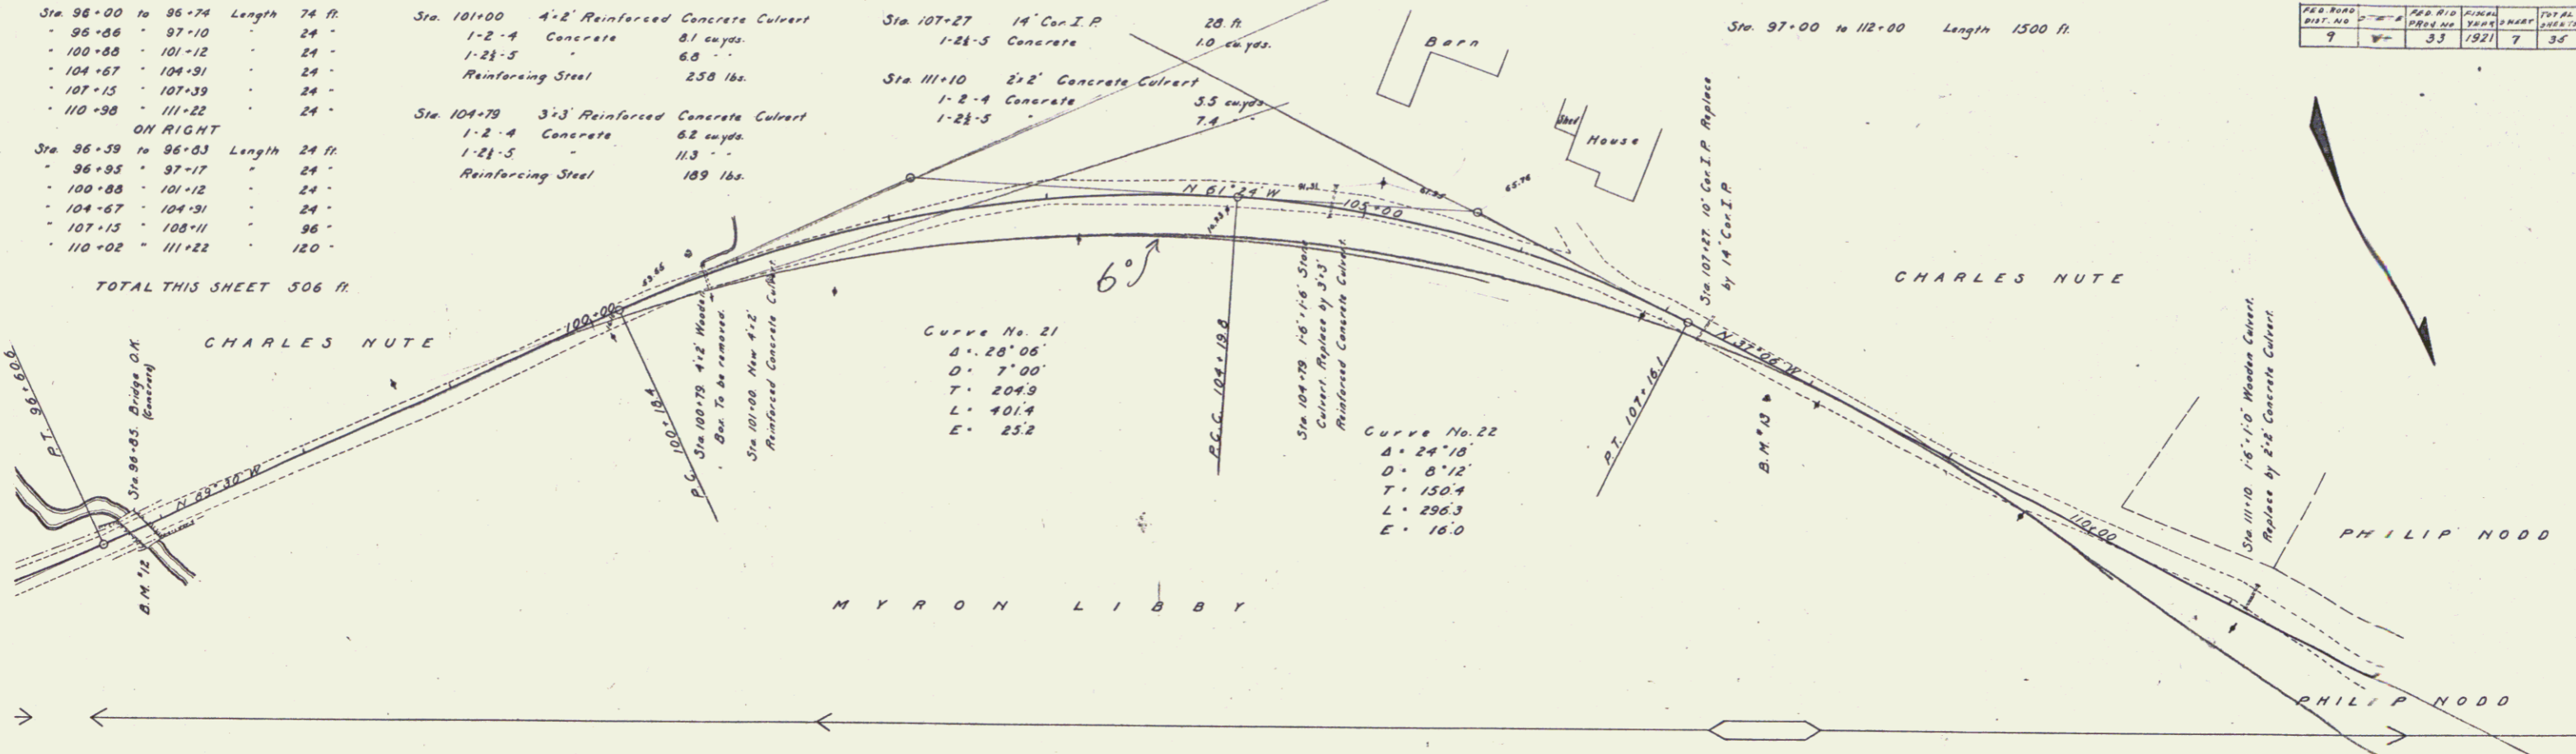 Sta. 96+00 to 96+74 Length 74 ft.
" 96+86 " 97+10 " 24 "
" 100+88 " 101+12 " 24 "
" 104+67 " 104+91 " 24 "
" 107+15 " 107+39 " 24 "
" 110+98 " 111+22 " 24 "
ON RIGHT
Sta. 96+59 to 96+83 Length 24 ft.
" 96+95 " 97+17 " 24 "
" 100+88 " 101+12 " 24 "
" 104+67 " 104+91 " 24 "
" 107+15 " 108+11 " 96 "
" 110+02 " 111+22 " 120 "
TOTAL THIS SHEET 506 ft.
Sta. 101+00 4'x2' Reinforced Concrete Culvert
1-2-4 Concrete 8.1 cu.yds.
1-2½-5 " 6.8 " "
Reinforcing Steel 258 lbs.
Sta. 104+79 3'x3' Reinforced Concrete Culvert
1-2-4 Concrete 6.2 cu.yds.
1-2½-5 " 11.3 " "
Reinforcing Steel 189 lbs.
Sta. 107+27 14" Cor. I. P. 28 ft.
1-2½-5 Concrete 1.0 cu.yds.
Sta. 111+10 2'x2' Concrete Culvert
1-2-4 Concrete 5.5 cu.yds
1-2½-5 " 7.4 " "
Sta. 97+00 to 112+00 Length 1500 ft.
FED. ROAD DIST. NO STATE FED. AID PROJ. NO FISCAL YEAR SHEET TOTAL SHEETS
9 33 1921 7 35
Barn
Shed
House
CHARLES NUTE
CHARLES NUTE
MYRON LIBBY
PHILIP NODD
PHILIP NODD
P.T. 96+60.6
Sta. 96+85. Bridge O.K.
(Concrete)
B.M. #12
N 89°30' W
100+00
P.C. 100+18.4
Sta. 100+79. 4'x2' Wooden
Box. To be removed.
Sta. 101+00. New 4'x2'
Reinforced Concrete Culvert.
6°
Curve No. 21
Δ = 28°06'
D = 7°00'
T = 204.9
L = 401.4
E = 25.2
N 61°24' W
105+00
65.76
P.C.C. 104+19.8
Sta. 104+79 1'-6" x 1'-6" Stone
Culvert. Replace by 3'x3'
Reinforced Concrete Culvert.
Curve No. 22
Δ = 24°18'
D = 8°12'
T = 150.4
L = 296.3
E = 16.0
P.T. 107+16.1
Sta. 107+27. 10" Cor. I. P. Replace
by 14" Cor. I. P.
N 37°06' W
B.M. #13
110+00
Sta. 111+10. 1'-6" x 1'-0" Wooden Culvert.
Replace by 2'x2' Concrete Culvert.